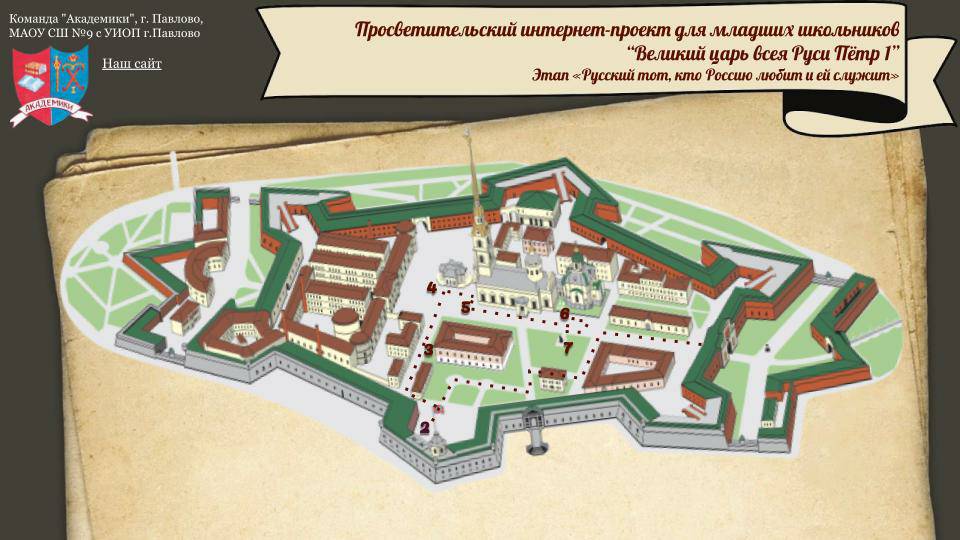 Команда "Академики", г. Павлово,
МАОУ СШ №9 с УИОП г.Павлово
Наш сайт
АКАДЕМИКИ
Просветительский интернет-проект для младших школьников
“Великий царь всея Руси Пётр 1”
Этап «Русский тот, кто Россию любит и ей служит»
4
5
6
3
7
2